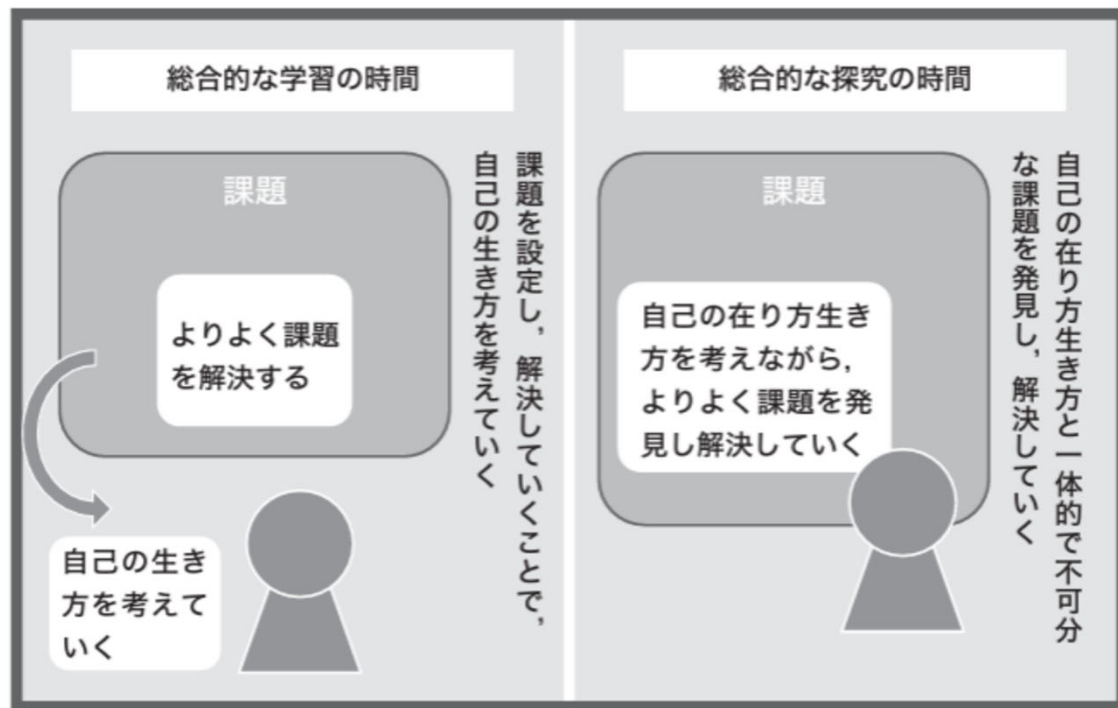 総合的な学習の時間
課題
よりよく課題
を解決する
自己の生き
方を考えて
いく
課題を設定し，解決していくことで，
自己の生き方を考えていく
総合的な探究の時間
課題
自己の在り方生き
方を考えながら，
よりよく課題を発
見し解決していく
自己の在り方生き方と一体的で不可分
な課題を発見し，解決していく